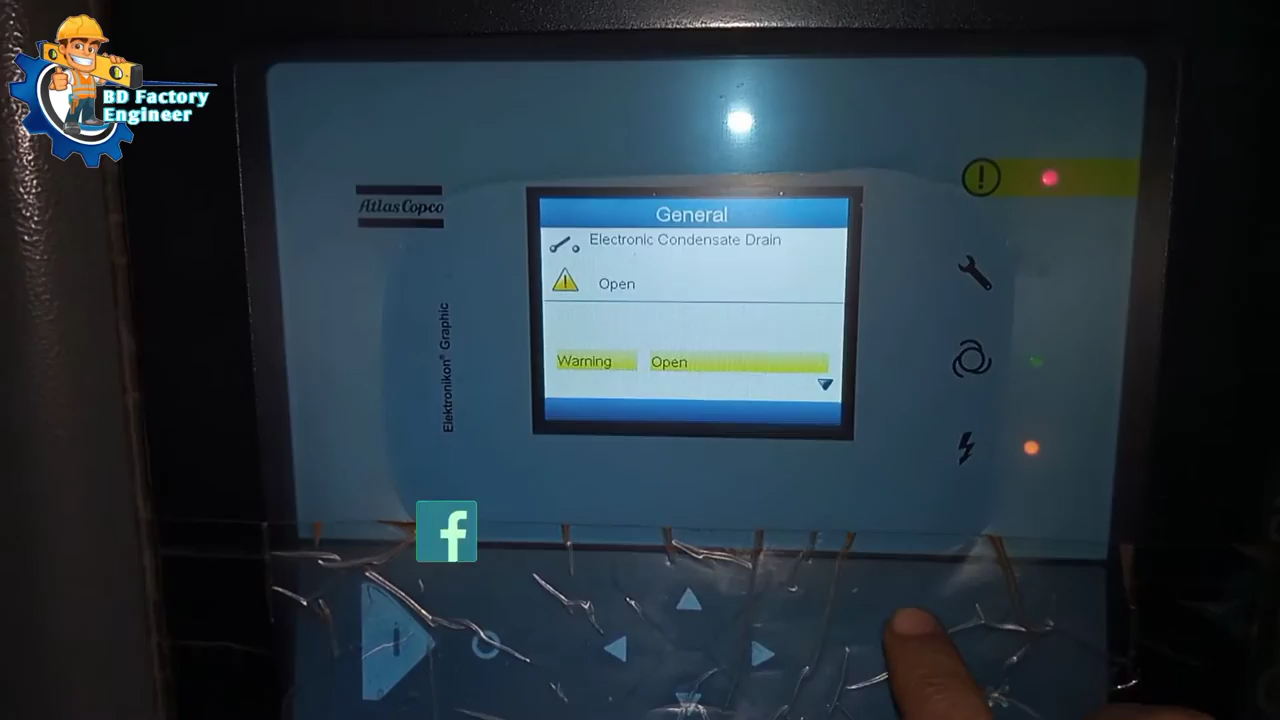 BD Factory
Engineer
Atlas Copco
Elektronikon® Graphic
General
Electronic Condensate Drain
Open
Warning
Open